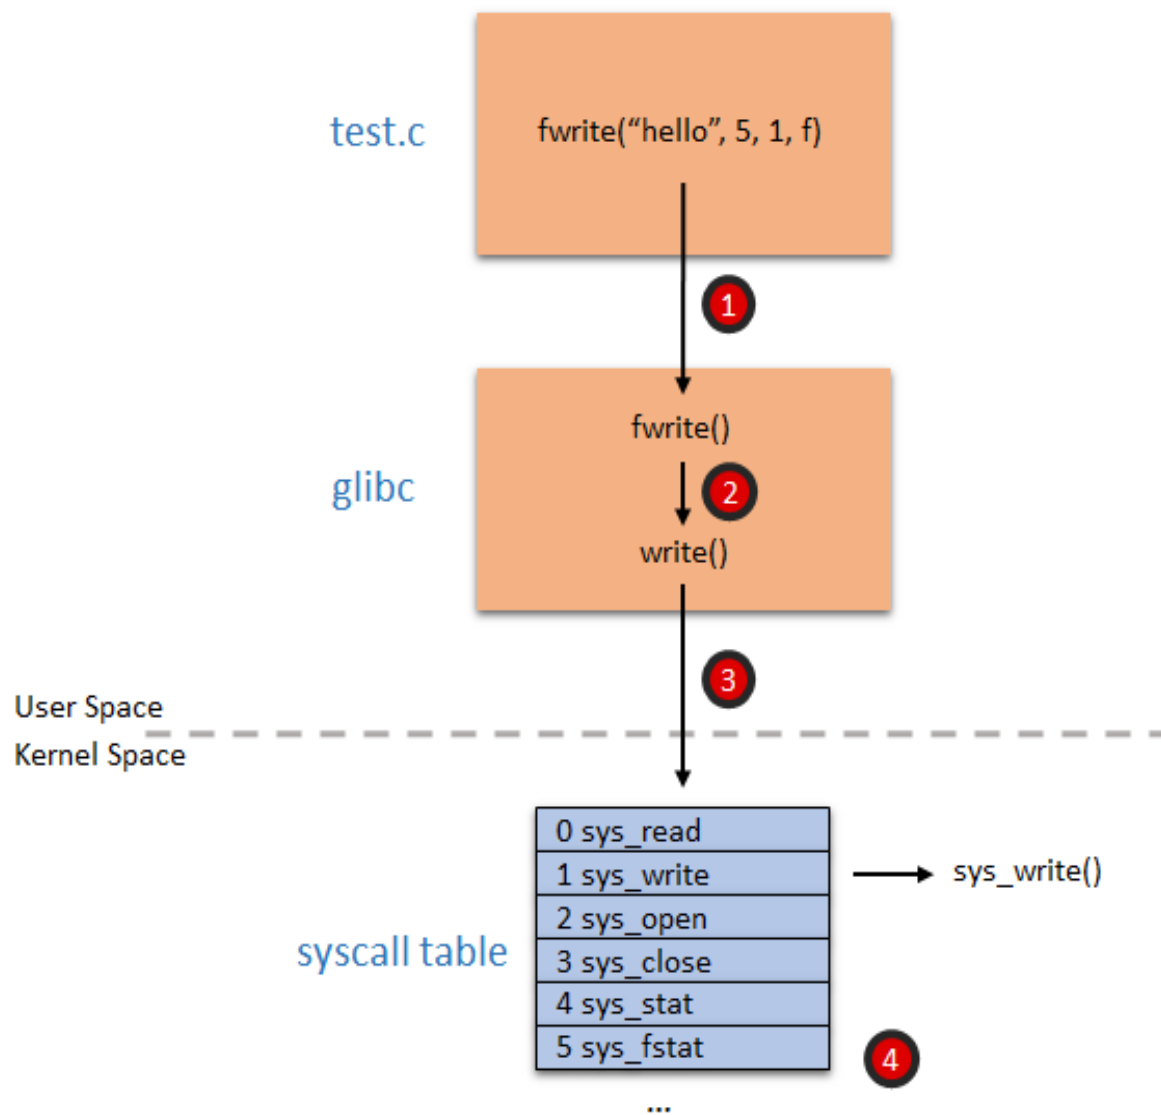 test.c
fwrite(“hello”, 5, 1, f)
1
fwrite()
glibc
2
write()
3
User Space
Kernel Space
0 sys_read
1 sys_write
sys_write()
2 sys_open
syscall table
3 sys_close
4 sys_stat
5 sys_fstat
4
...